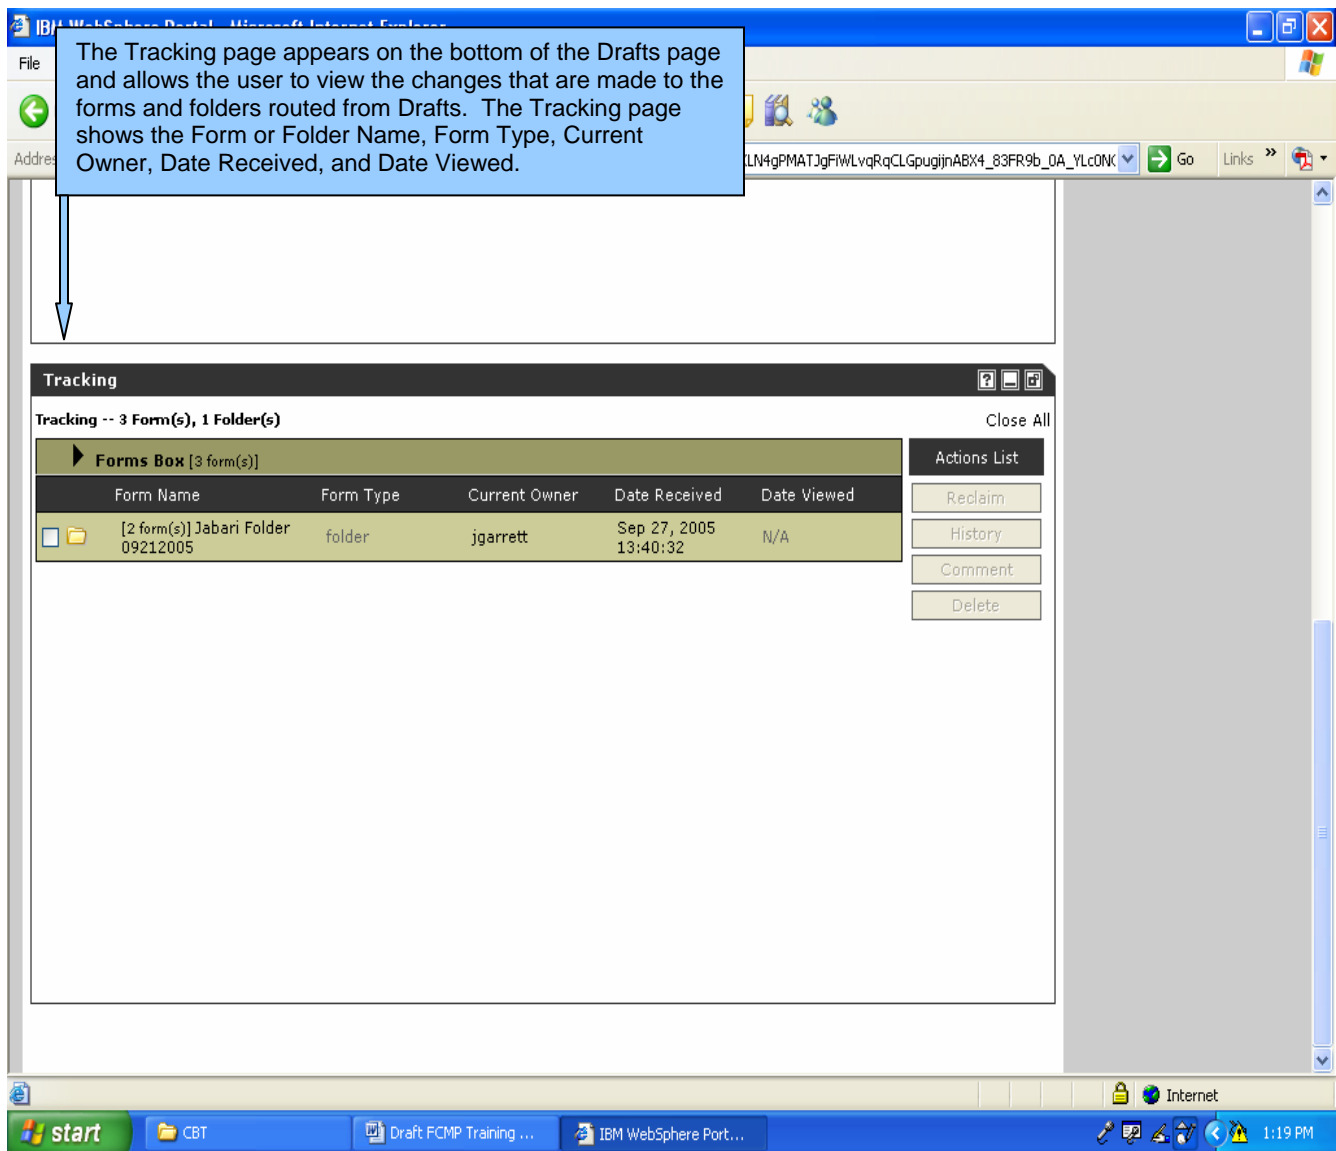 The Tracking page appears on the bottom of the Drafts page
and allows the user to view the changes that are made to the
forms and folders routed from Drafts.  The Tracking page
shows the Form or Folder Name, Form Type, Current
Owner, Date Received, and Date Viewed.
File
Go
Links »
Tracking
Tracking -- 3 Form(s), 1 Folder(s)
Close All
Forms Box [3 form(s)]
Actions List
Form Name Form Type Current Owner Date Received Date Viewed
[2 form(s)] Jabari Folder
09212005
folder
jgarrett
Sep 27, 2005
13:40:32
N/A
Reclaim
History
Comment
Delete
Internet
start
CBT
Draft FCMP Training ...
IBM WebSphere Port...
1:19 PM